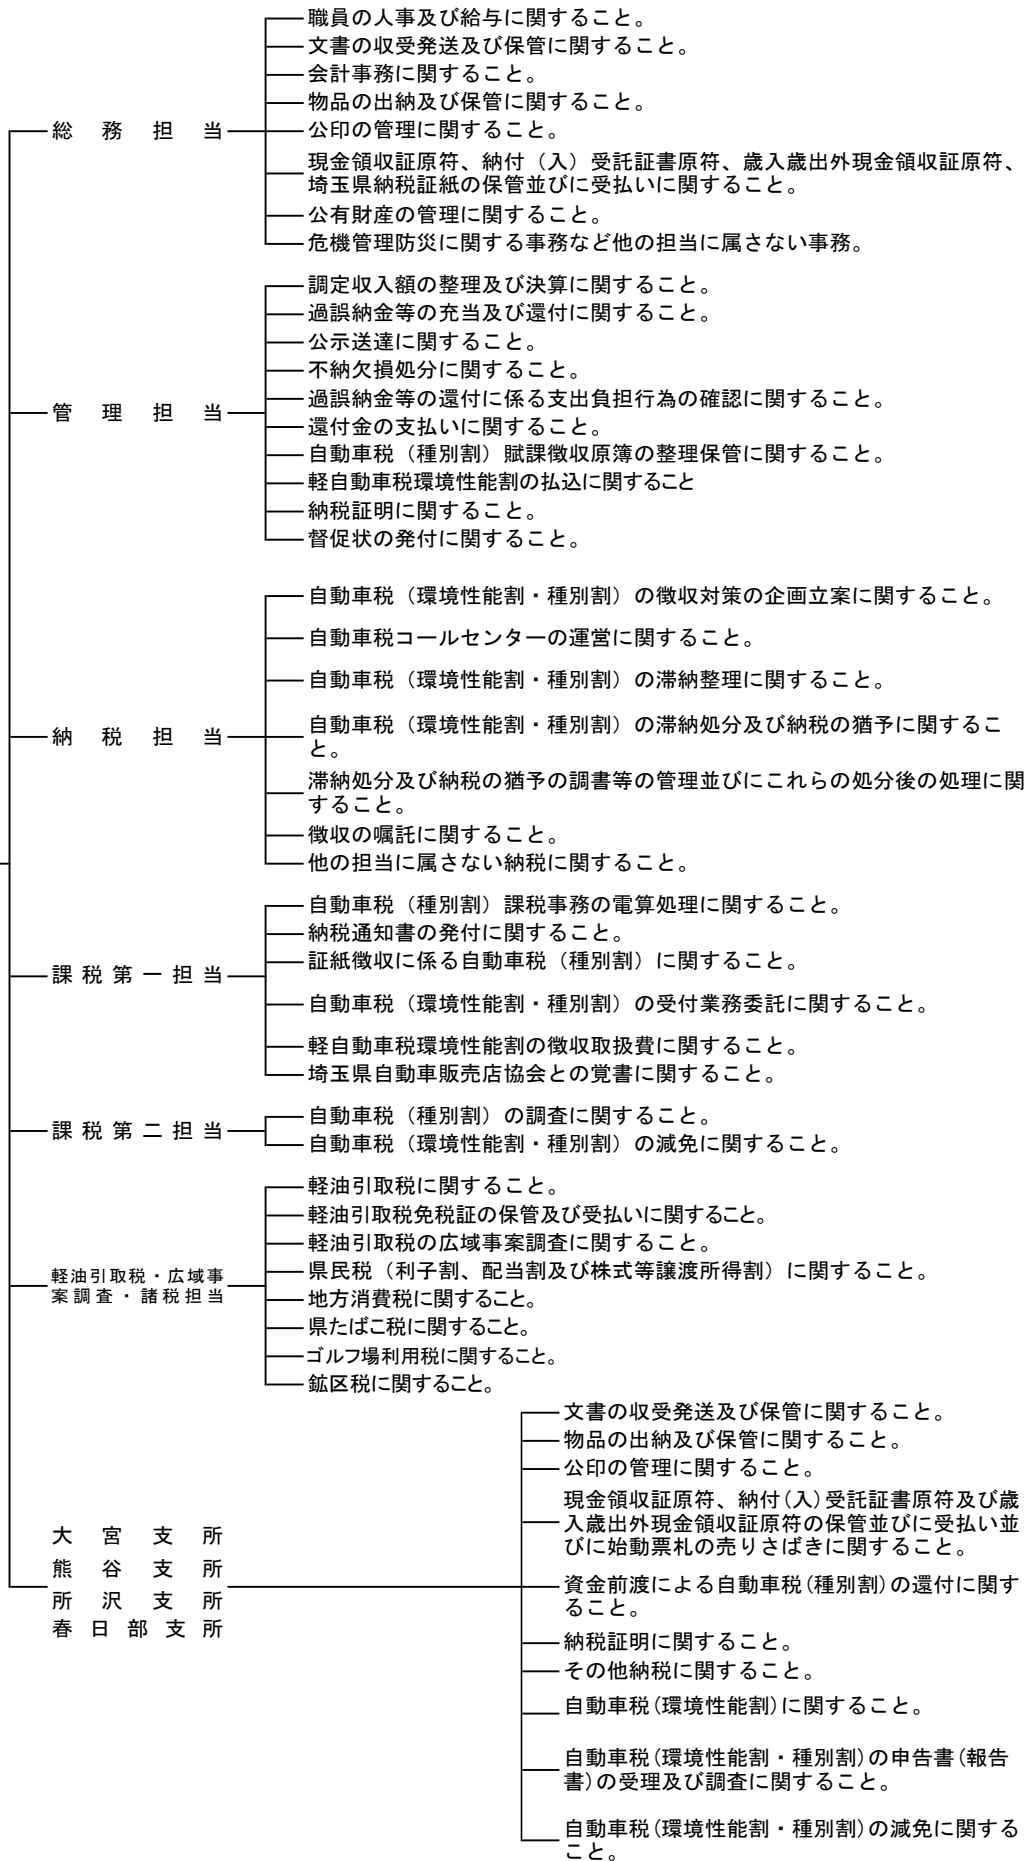 職員の人事及び給与に関すること。
文書の収受発送及び保管に関すること。
会計事務に関すること。
物品の出納及び保管に関すること。
総務担当
公印の管理に関すること。
現金領収証原符、納付（入）受託証書原符、歳入歳出外現金領収証原符、
埼玉県納税証紙の保管並びに受払いに関すること。
公有財産の管理に関すること。
危機管理防災に関する事務など他の担当に属さない事務。
調定収入額の整理及び決算に関すること。
過誤納金等の充当及び還付に関すること。
公示送達に関すること。
不納欠損処分に関すること。
管理担当
過誤納金等の還付に係る支出負担行為の確認に関すること。
還付金の支払いに関すること。
自動車税（種別割）賦課徴収原簿の整理保管に関すること。
軽自動車税環境性能割の払込に関すること
納税証明に関すること。
督促状の発付に関すること。
自動車税（環境性能割・種別割）の徴収対策の企画立案に関すること。
自動車税コールセンターの運営に関すること。
自動車税（環境性能割・種別割）の滞納整理に関すること。
納税担当
自動車税（環境性能割・種別割）の滞納処分及び納税の猶予に関するこ
と。
滞納処分及び納税の猶予の調書等の管理並びにこれらの処分後の処理に関
すること。
徴収の嘱託に関すること。
他の担当に属さない納税に関すること。
自動車税（種別割）課税事務の電算処理に関すること。
納税通知書の発付に関すること。
証紙徴収に係る自動車税（種別割）に関すること。
課税第一担当
自動車税（環境性能割・種別割）の受付業務委託に関すること。
軽自動車税環境性能割の徴収取扱費に関すること。
埼玉県自動車販売店協会との覚書に関すること。
課税第二担当
自動車税（種別割）の調査に関すること。
自動車税（環境性能割・種別割）の減免に関すること。
軽油引取税に関すること。
軽油引取税免税証の保管及び受払いに関すること。
軽油引取税の広域事案調査に関すること。
軽油引取税・広域事
案調査・諸税担当
県民税（利子割、配当割及び株式等譲渡所得割）に関すること。
地方消費税に関すること。
県たばこ税に関すること。
ゴルフ場利用税に関すること。
鉱区税に関すること。
大宮支所
熊谷支所
所沢支所
春日部支所
文書の収受発送及び保管に関すること。
物品の出納及び保管に関すること。
公印の管理に関すること。
現金領収証原符、納付(入)受託証書原符及び歳
入歳出外現金領収証原符の保管並びに受払い並
びに始動票札の売りさばきに関すること。
資金前渡による自動車税(種別割)の還付に関す
ること。
納税証明に関すること。
その他納税に関すること。
自動車税(環境性能割)に関すること。
自動車税(環境性能割・種別割)の申告書(報告
書)の受理及び調査に関すること。
自動車税(環境性能割・種別割)の減免に関する
こと。